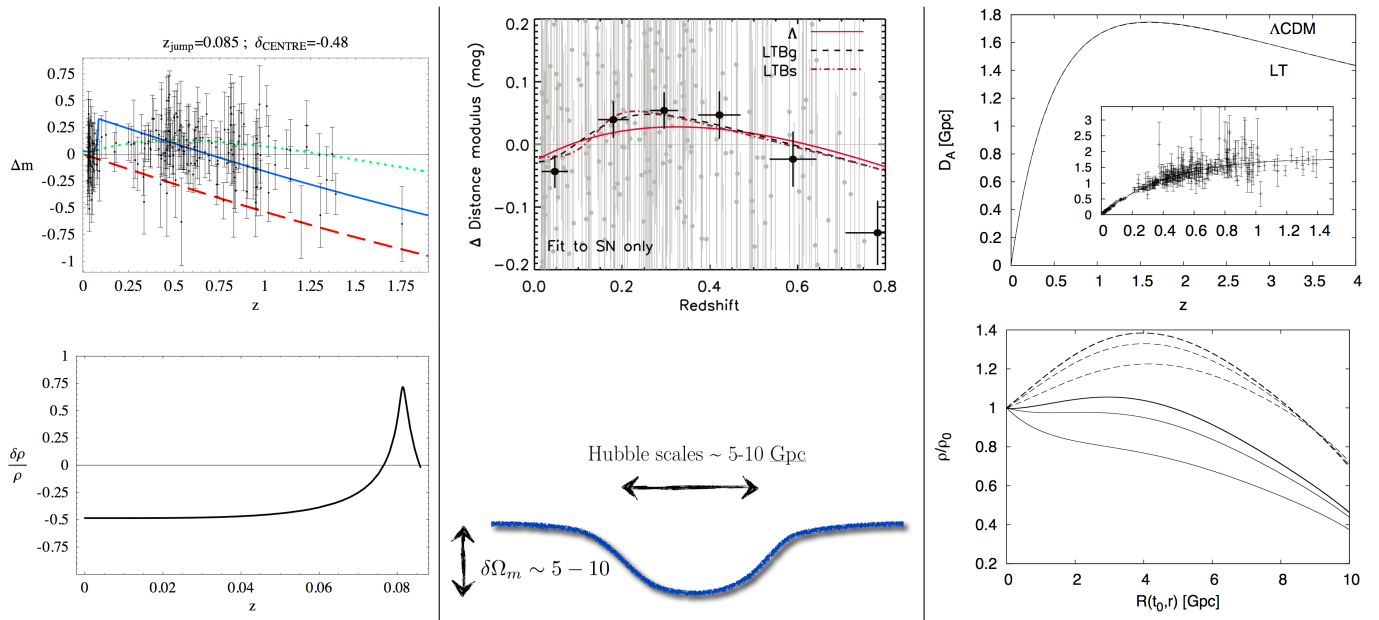 z_jump=0.085 ; δ_CENTRE=-0.48
0.75
0.5
0.25
0
-0.25
-0.5
-0.75
-1
Δm
0 0.25 0.5 0.75 1 1.25 1.5 1.75
z
1
0.75
0.5
0.25
0
-0.25
-0.5
-0.75
δρ
ρ
0 0.02 0.04 0.06 0.08
z
0.2
0.1
0.0
-0.1
-0.2
Δ Distance modulus (mag)
Λ
LTBg
LTBs
Fit to SN only
0.0 0.2 0.4 0.6 0.8
Redshift
Hubble scales ~ 5-10 Gpc
δΩ_m ∼ 5 − 10
1.8
1.6
1.4
1.2
1
0.8
0.6
0.4
0.2
0
D_A [Gpc]
ΛCDM
LT
3
2.5
2
1.5
1
0.5
0
0 0.2 0.4 0.6 0.8 1 1.2 1.4
0 0.5 1 1.5 2 2.5 3 3.5 4
z
1.4
1.2
1
0.8
0.6
0.4
0.2
ρ/ρ_0
0 2 4 6 8 10
R(t_0,r) [Gpc]